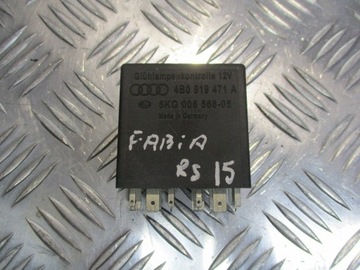 Glühlampenkontrolle 12V
4B0 919 471 A
5KG 006 568-05
Made in Germany
FABiA
RS 15